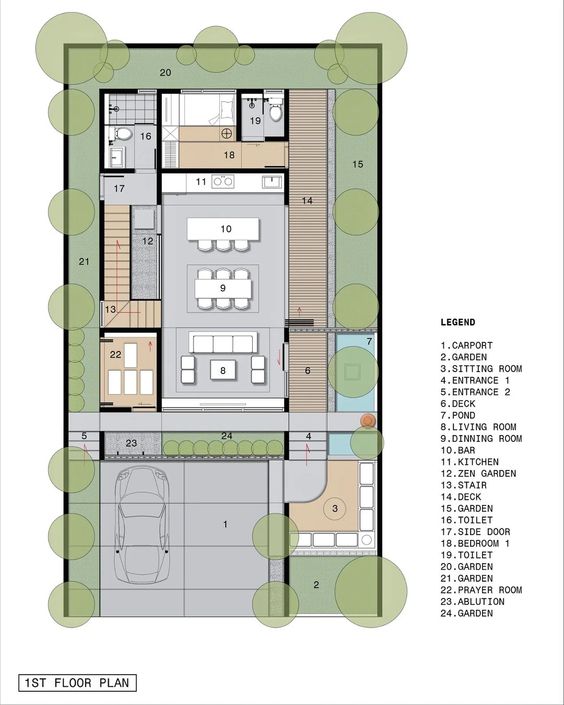 20
16
19
18
17
11
15
14
10
12
21
9
13
7
22
8
6
5
23
24
4
3
1
2
LEGEND
1.CARPORT
2.GARDEN
3.SITTING ROOM
4.ENTRANCE 1
5.ENTRANCE 2
6.DECK
7.POND
8.LIVING ROOM
9.DINNING ROOM
10.BAR
11.KITCHEN
12.ZEN GARDEN
13.STAIR
14.DECK
15.GARDEN
16.TOILET
17.SIDE DOOR
18.BEDROOM 1
19.TOILET
20.GARDEN
21.GARDEN
22.PRAYER ROOM
23.ABLUTION
24.GARDEN
1ST FLOOR PLAN